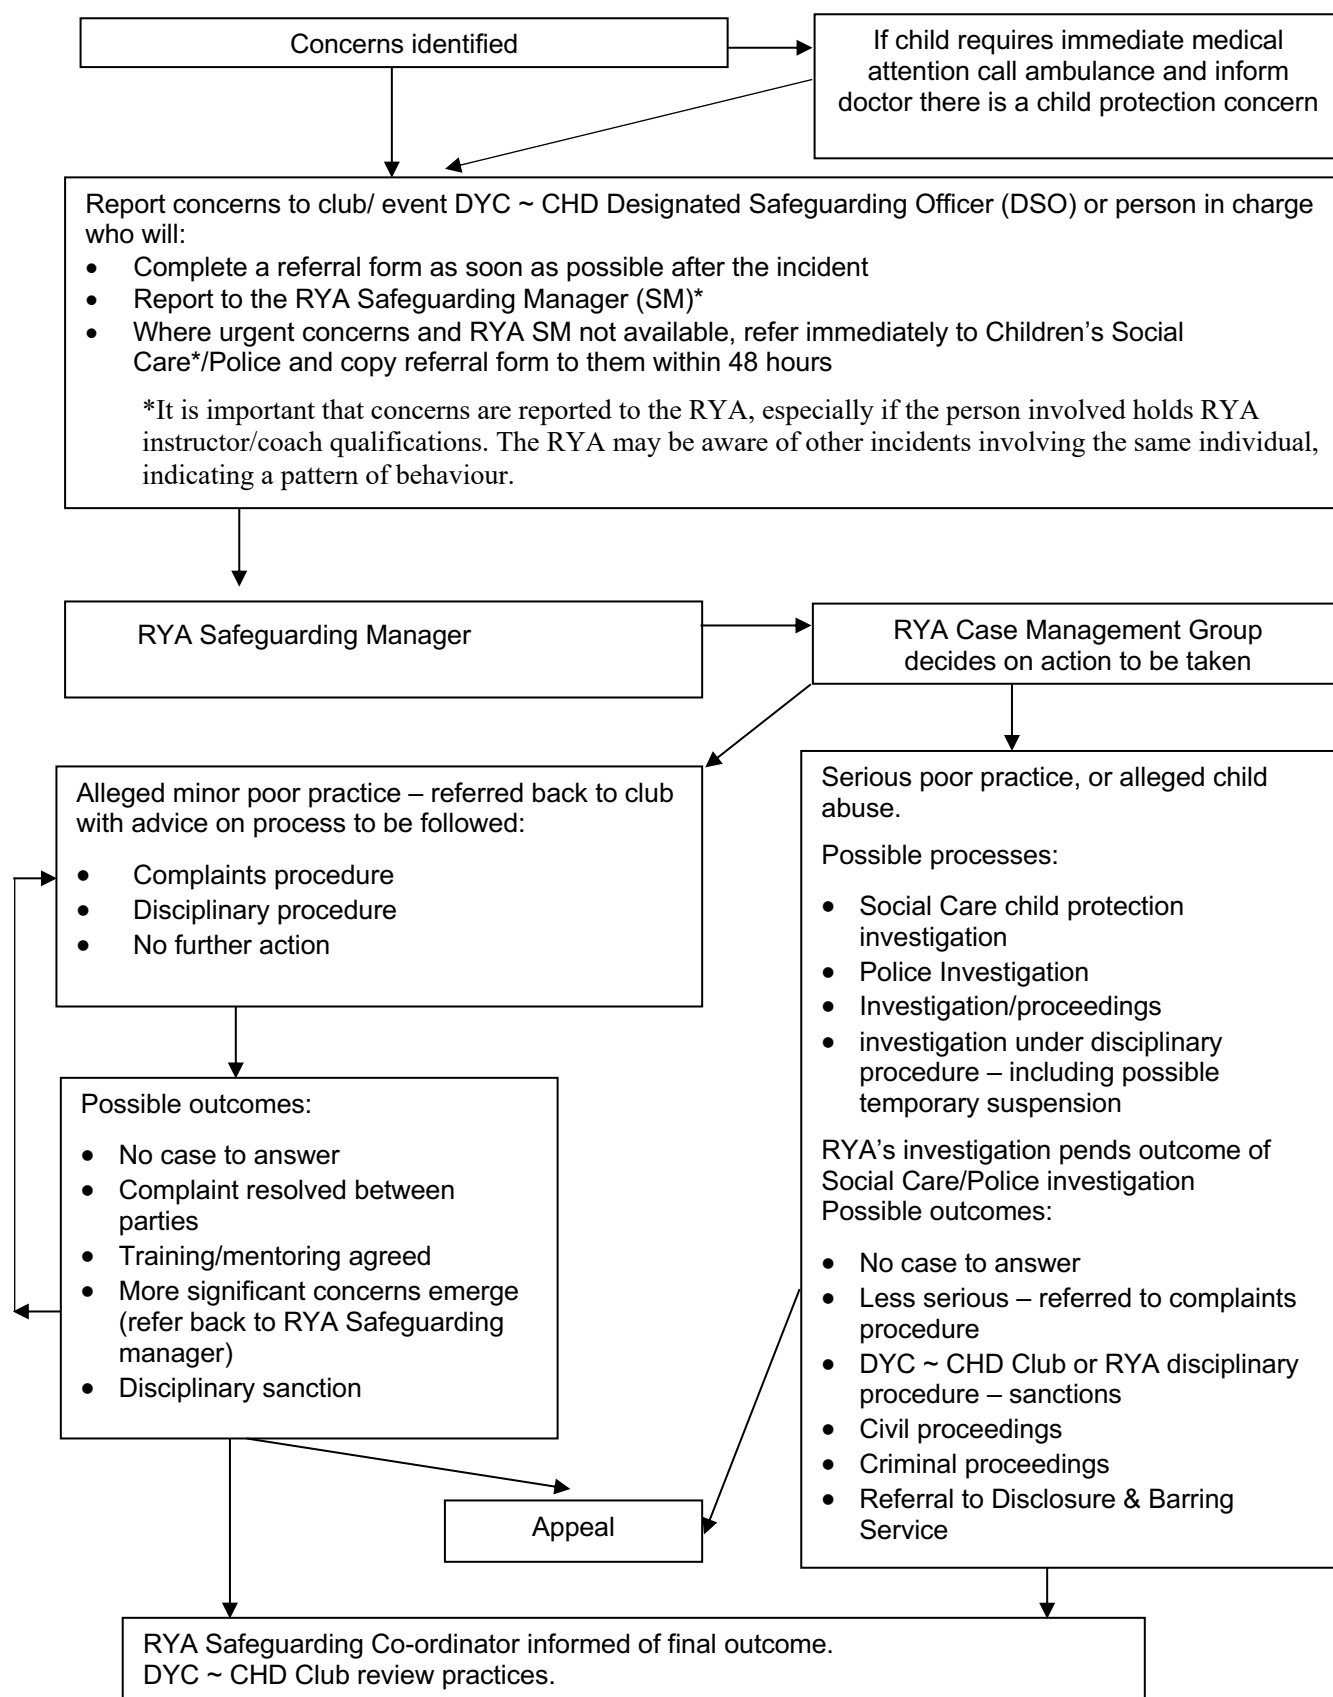 Concerns identified
If child requires immediate medical
attention call ambulance and inform
doctor there is a child protection concern
Report concerns to club/ event DYC ~ CHD Designated Safeguarding Officer (DSO) or person in charge
who will:
• Complete a referral form as soon as possible after the incident
• Report to the RYA Safeguarding Manager (SM)*
• Where urgent concerns and RYA SM not available, refer immediately to Children’s Social
Care*/Police and copy referral form to them within 48 hours
*It is important that concerns are reported to the RYA, especially if the person involved holds RYA
instructor/coach qualifications. The RYA may be aware of other incidents involving the same individual,
indicating a pattern of behaviour.
RYA Safeguarding Manager
RYA Case Management Group
decides on action to be taken
Alleged minor poor practice – referred back to club
with advice on process to be followed:
• Complaints procedure
• Disciplinary procedure
• No further action
Serious poor practice, or alleged child
abuse.
Possible processes:
• Social Care child protection
investigation
• Police Investigation
• Investigation/proceedings
• investigation under disciplinary
procedure – including possible
temporary suspension
RYA’s investigation pends outcome of
Social Care/Police investigation
Possible outcomes:
• No case to answer
• Less serious – referred to complaints
procedure
• DYC ~ CHD Club or RYA disciplinary
procedure – sanctions
• Civil proceedings
• Criminal proceedings
• Referral to Disclosure & Barring
Service
Possible outcomes:
• No case to answer
• Complaint resolved between
parties
• Training/mentoring agreed
• More significant concerns emerge
(refer back to RYA Safeguarding
manager)
• Disciplinary sanction
Appeal
RYA Safeguarding Co-ordinator informed of final outcome.
DYC ~ CHD Club review practices.